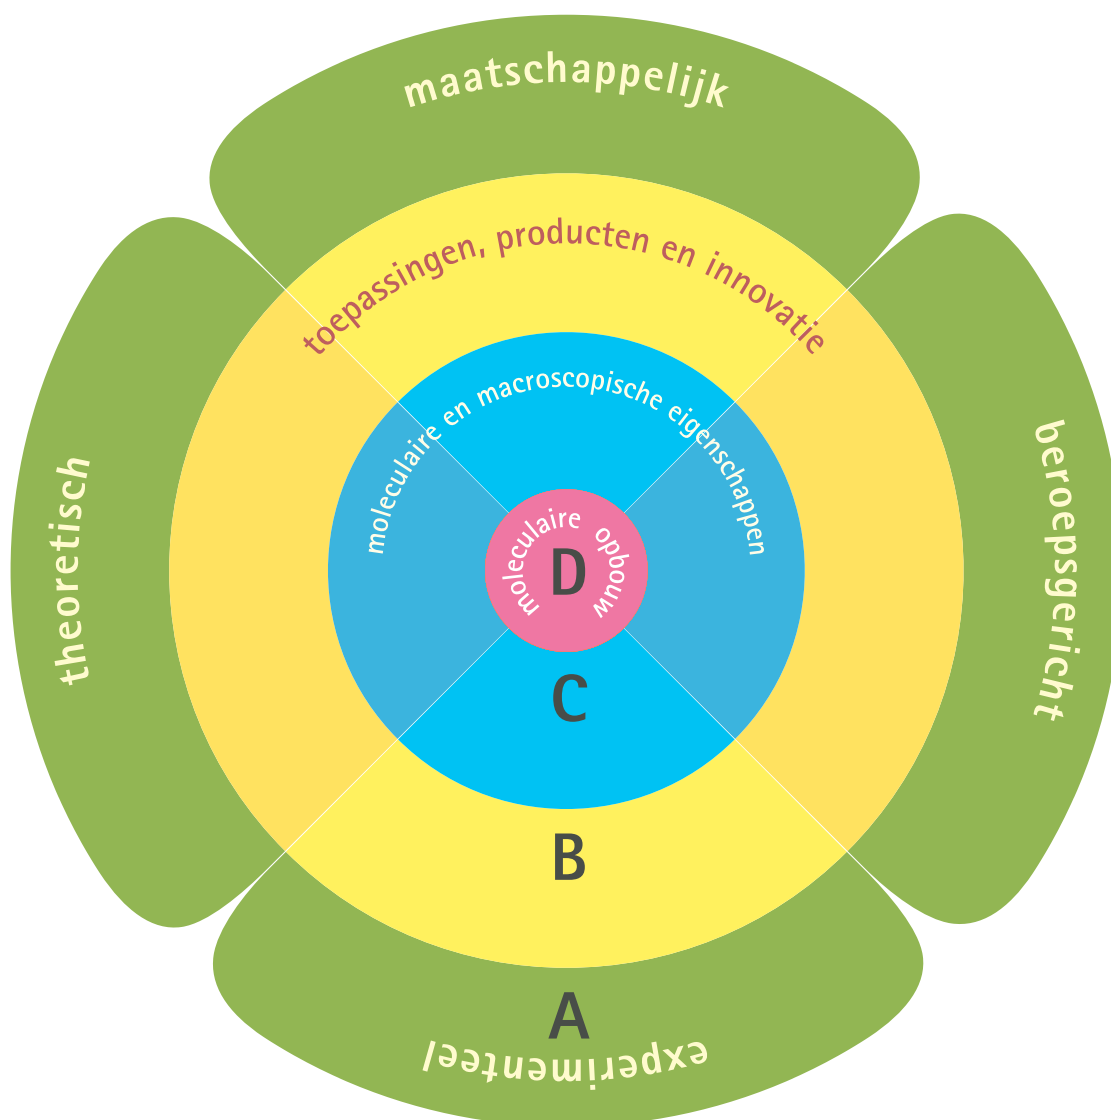 maatschappelijk
toepassingen, producten en innovatie
moleculaire en macroscopische eigenschappen
moleculaire opbouw
D
theoretisch
beroepsgericht
C
B
A
experimenteel